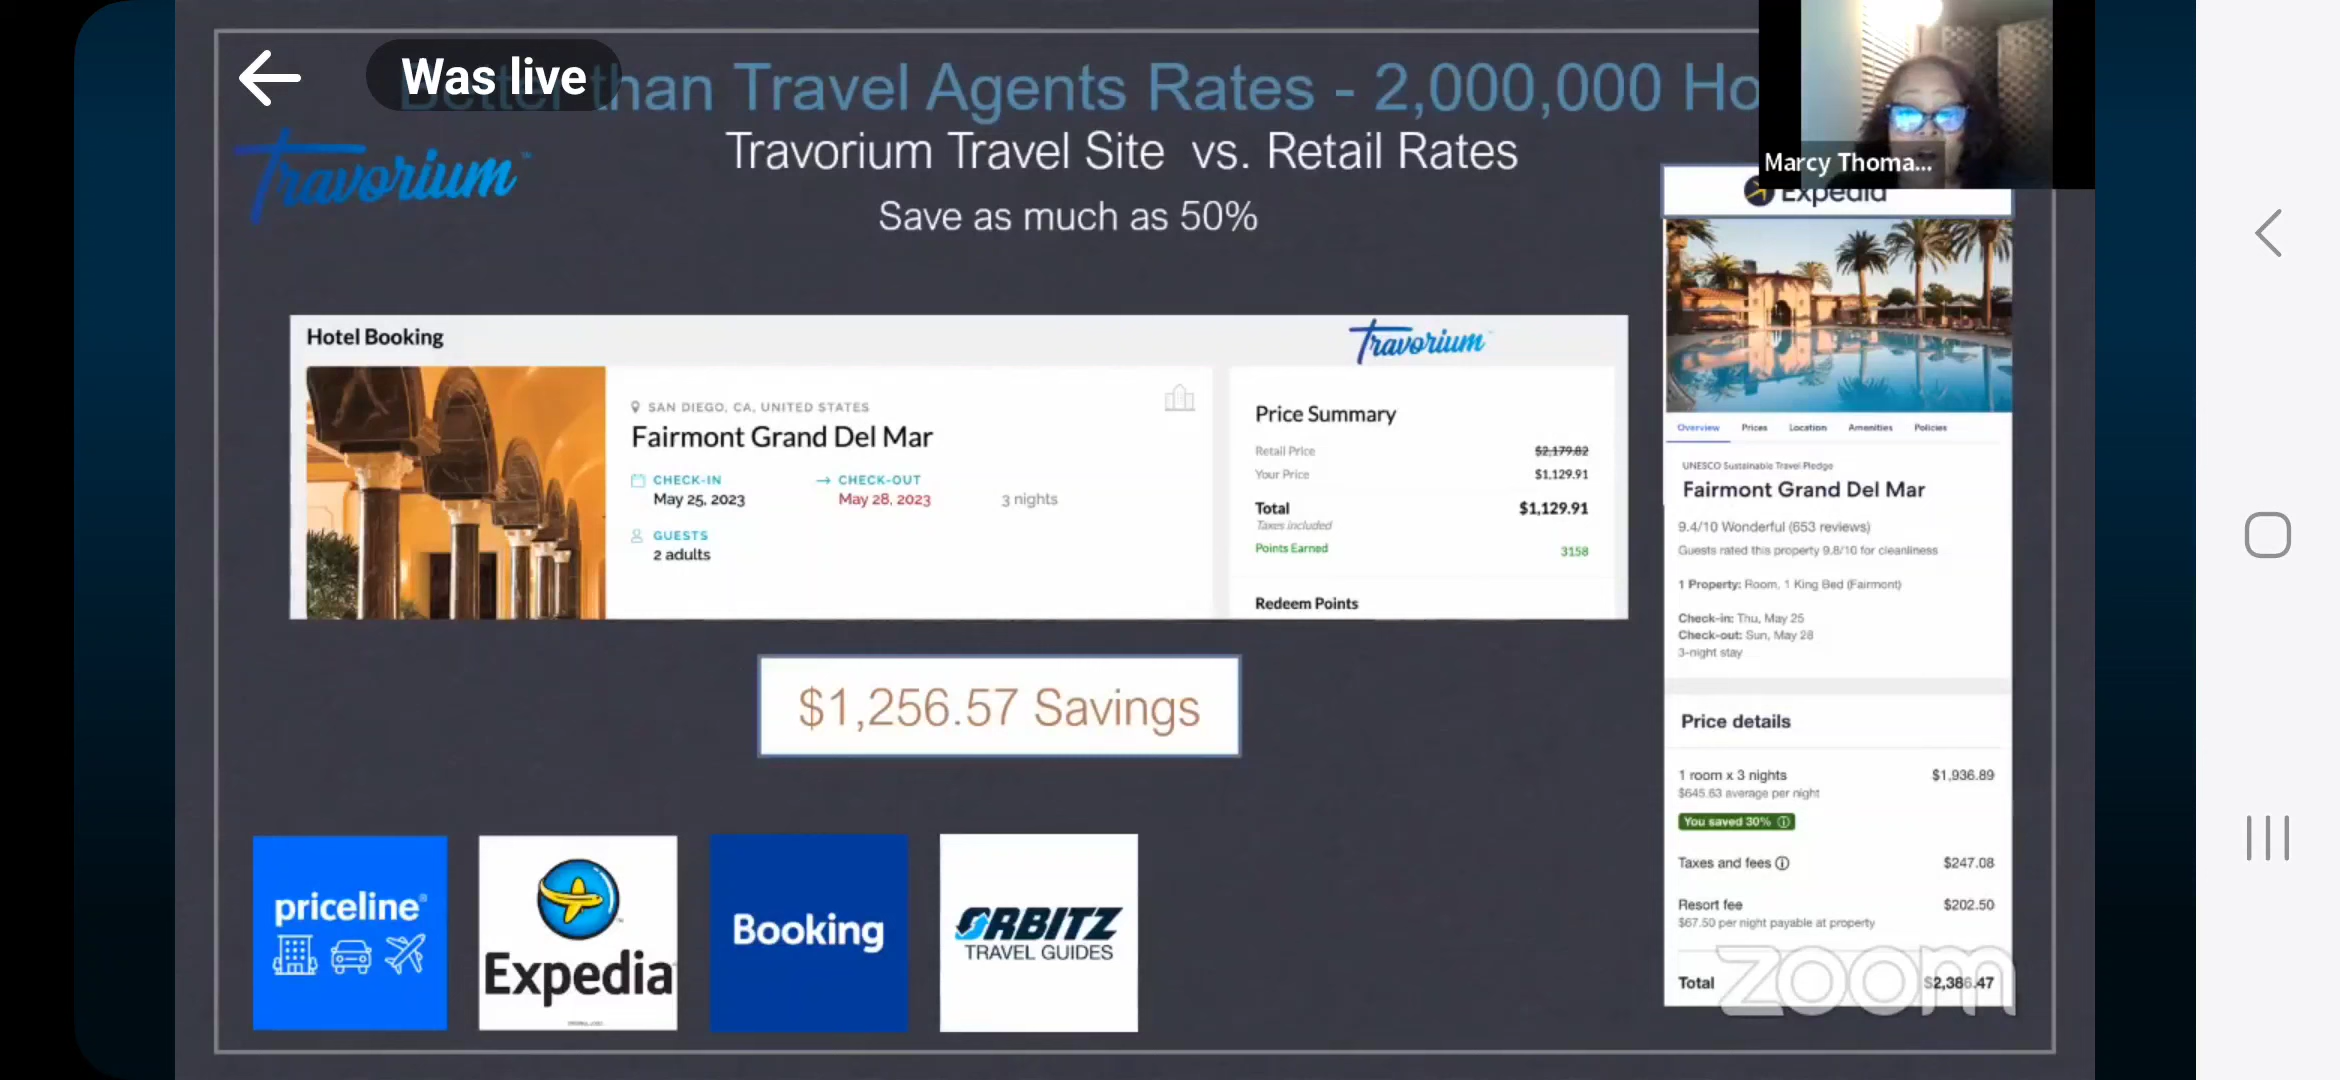 Was live
than Travel Agents Rates - 2,000,000 Ho
Travorium™
Travorium Travel Site vs. Retail Rates
Save as much as 50%
Marcy Thoma...
Expedia
Hotel Booking
Travorium
SAN DIEGO, CA, UNITED STATES
Fairmont Grand Del Mar
CHECK-IN
May 25, 2023
→ CHECK-OUT
May 28, 2023
3 nights
GUESTS
2 adults
Price Summary
Retail Price $2,179.82
Your Price $1,129.91
Total $1,129.91
Taxes included
Points Earned 3158
Redeem Points
$1,256.57 Savings
priceline®
Expedia
Booking
ORBITZ
TRAVEL GUIDES
Overview Prices Location Amenities Policies
UNESCO Sustainable Travel Pledge
Fairmont Grand Del Mar
9.4/10 Wonderful (653 reviews)
Guests rated this property 9.8/10 for cleanliness
1 Property: Room, 1 King Bed (Fairmont)
Check-in: Thu, May 25
Check-out: Sun, May 28
3-night stay
Price details
1 room x 3 nights $1,936.89
$645.63 average per night
You saved 30%
Taxes and fees $247.08
Resort fee $202.50
$67.50 per night payable at property
Total $2,386.47
zoom